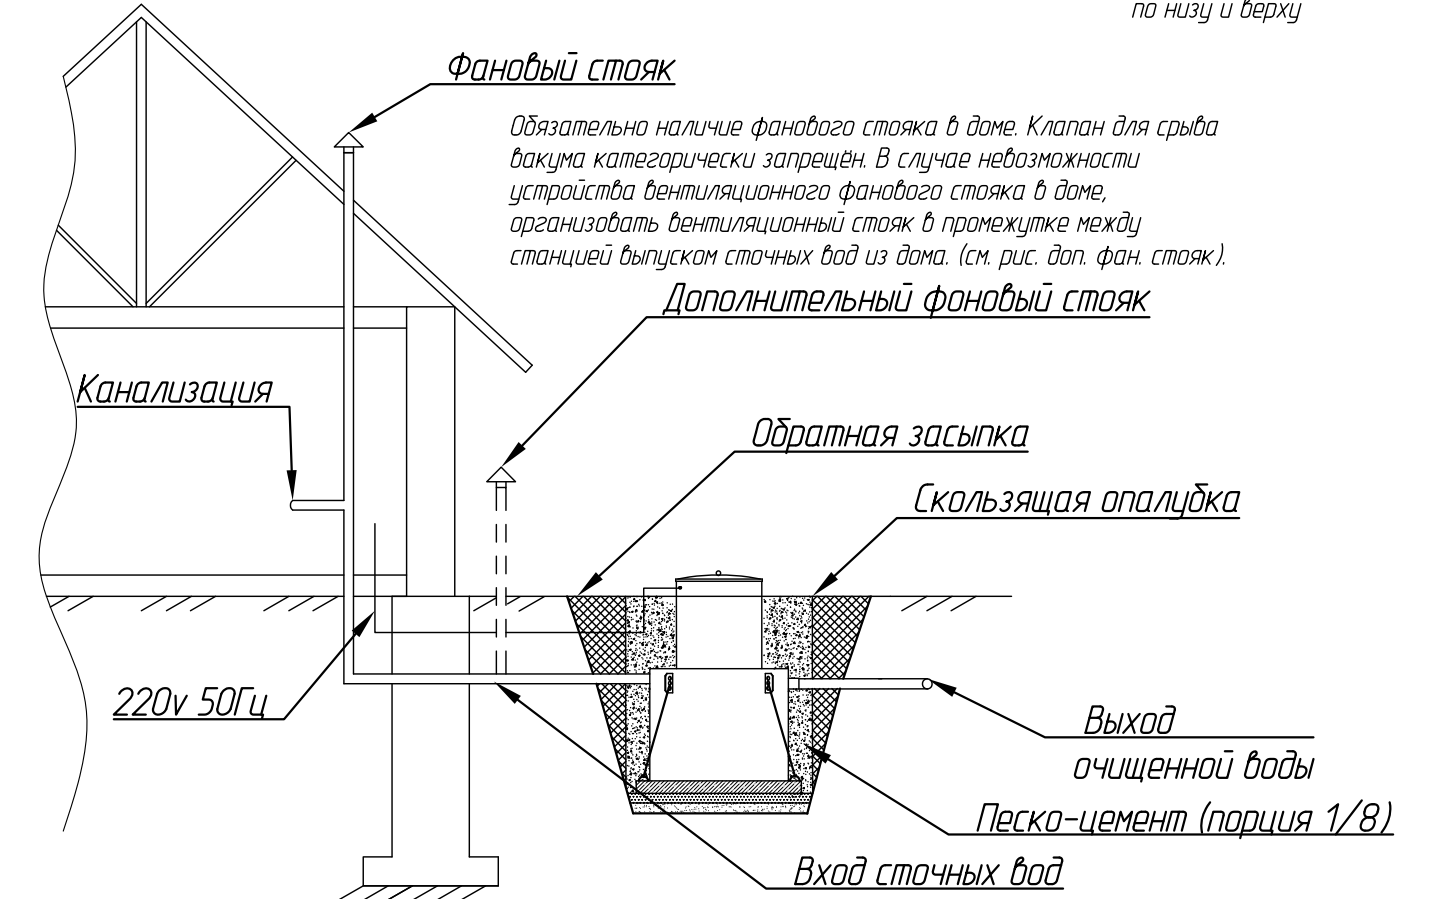 по низу и верху
Фановый стояк
Обязательно наличие фанового стояка в доме. Клапан для срыва
вакума категорически запрещён. В случае невозможности
устройства вентиляционного фанового стояка в доме,
организовать вентиляционный стояк в промежутке между
станцией выпуском сточных вод из дома. (см. рис. доп. фан. стояк).
Дополнительный фоновый стояк
Канализация
Обратная засыпка
Скользящая опалубка
220v 50Гц
Выход
очищенной воды
Песко-цемент (порция 1/8)
Вход сточных вод